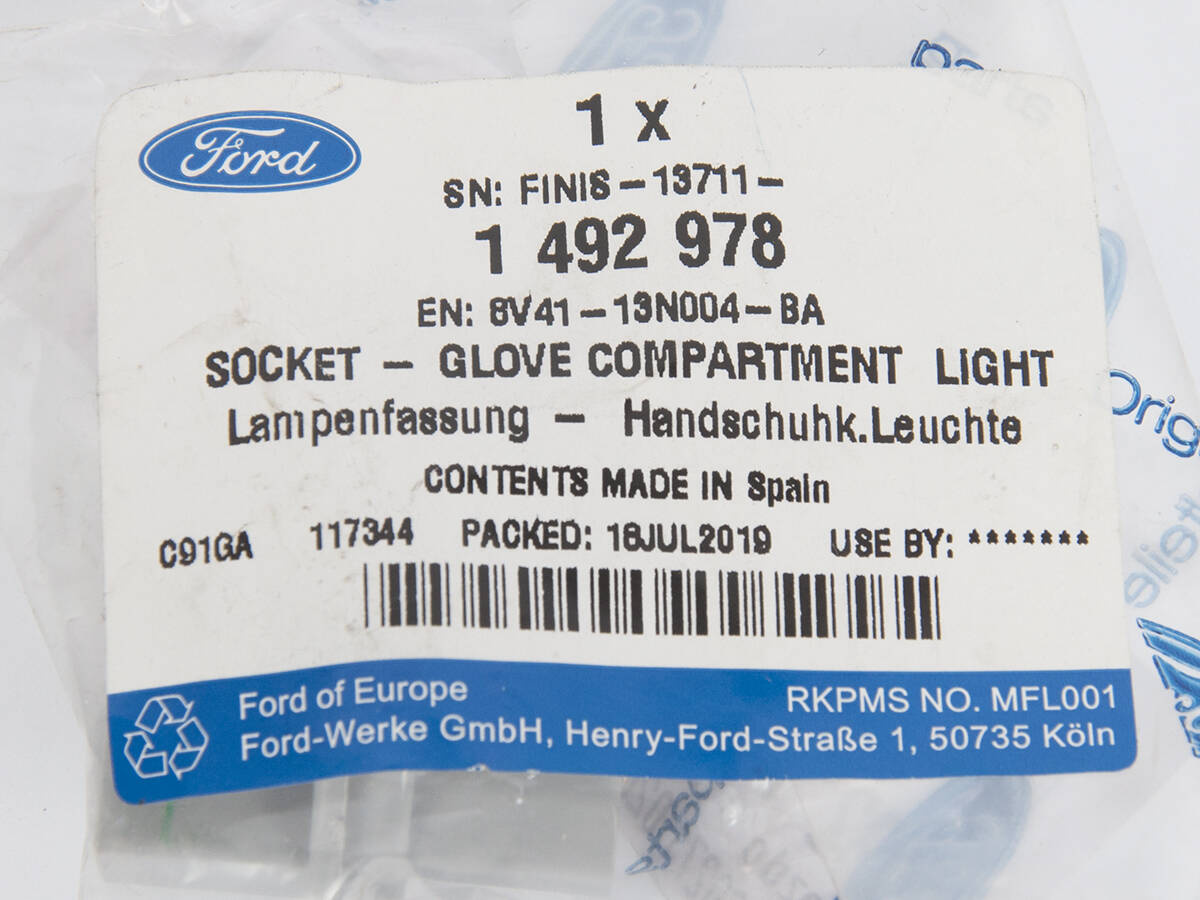 Ford
1 x
SN: FINIS-13711-
1 492 978
EN: 8V41-13N004-BA
SOCKET - GLOVE COMPARTMENT LIGHT
Lampenfassung - Handschuhk.Leuchte
CONTENTS MADE IN Spain
C91GA 117344 PACKED: 16JUL2019 USE BY: *******
Ford of Europe
RKPMS NO. MFL001
Ford-Werke GmbH, Henry-Ford-Straße 1, 50735 Köln